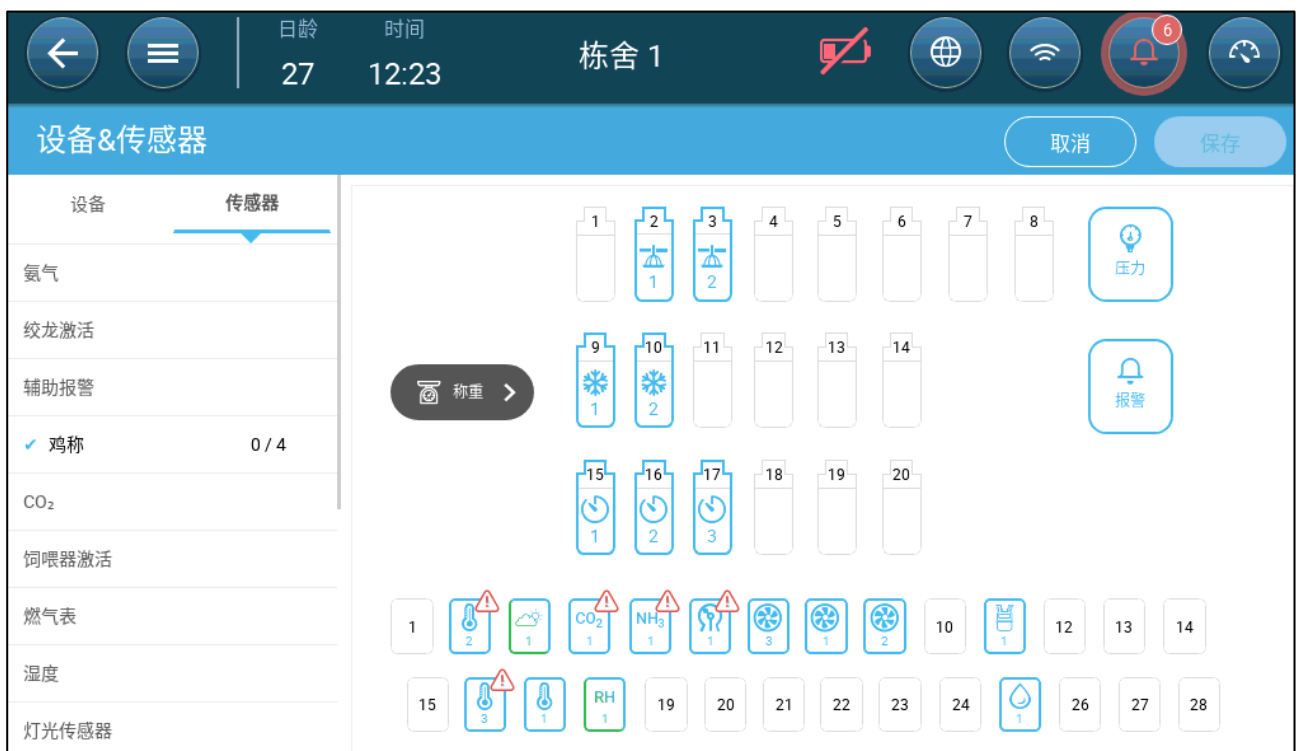 日龄 时间 6
27 12:23 栋舍 1
设备&传感器 取消 保存
设备 传感器
氨气
绞龙激活
辅助报警
✓ 鸡称 0 / 4
CO₂
饲喂器激活
燃气表
湿度
灯光传感器
1 2 3 4 5 6 7 8
1 2
压力
称重
9 10 11 12 13 14
1 2
报警
15 16 17 18 19 20
1 2 3
1 2 1 CO₂ 1 NH₃ 1 1 3 1 2 10 1 12 13 14
15 3 1 RH 1 19 20 21 22 23 24 1 26 27 28